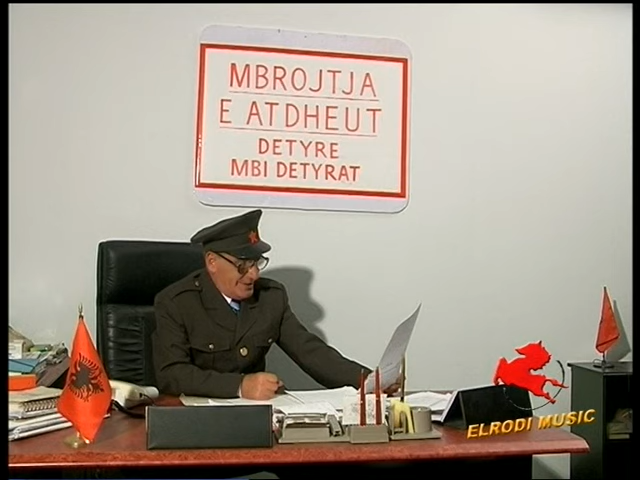 MBROJTJA
E ATDHEUT
DETYRE
MBI DETYRAT
ELRODI MUSIC